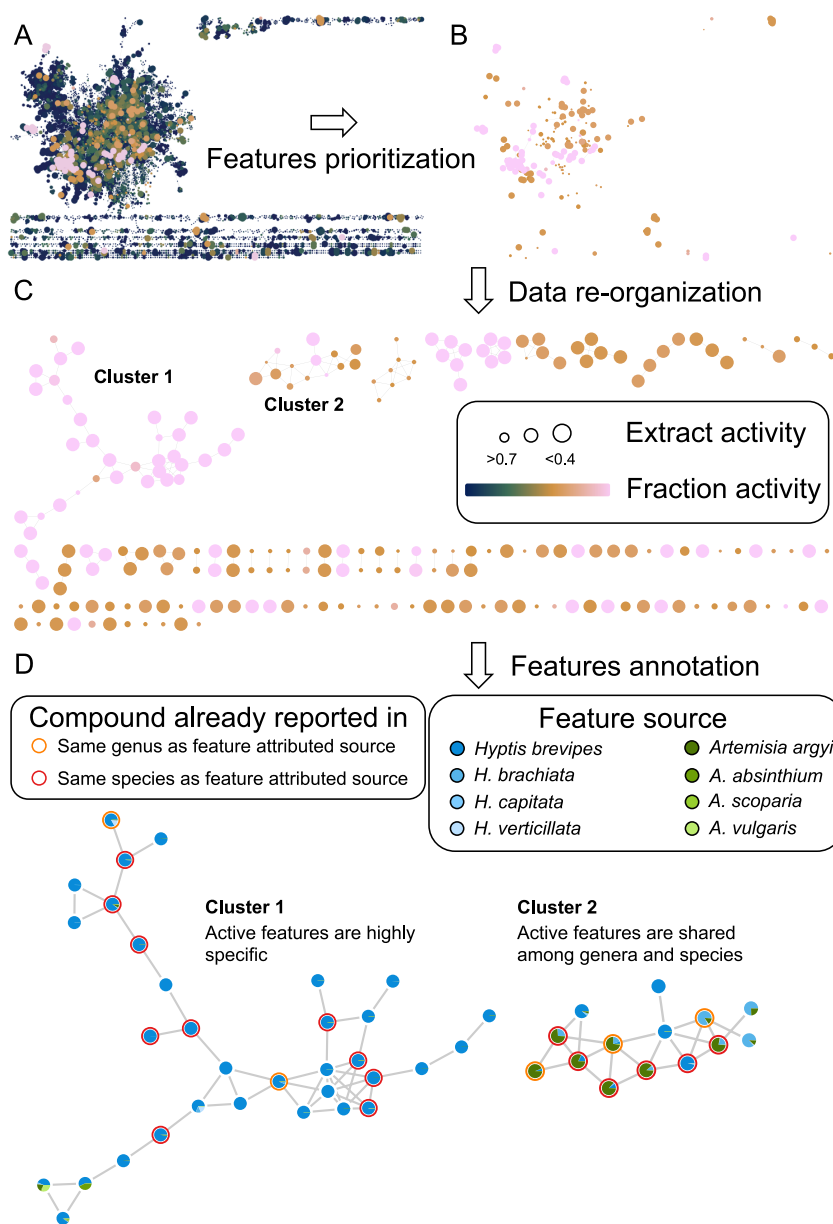 A
B
Features prioritization
C
Data re-organization
Cluster 1
Cluster 2
Extract activity
>0.7
<0.4
Fraction activity
D
Features annotation
Compound already reported in
Same genus as feature attributed source
Same species as feature attributed source
Feature source
Hyptis brevipes
H. brachiata
H. capitata
H. verticillata
Artemisia argyi
A. absinthium
A. scoparia
A. vulgaris
Cluster 1
Active features are highly
specific
Cluster 2
Active features are shared
among genera and species